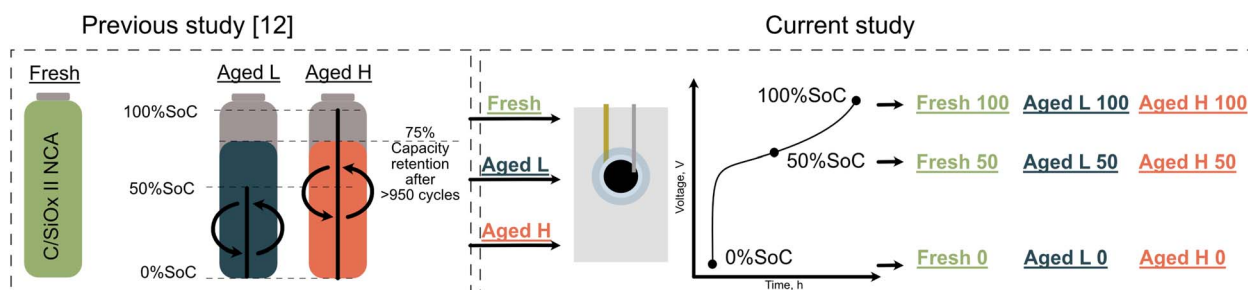 Previous study [12]
Current study
Fresh
Aged L
Aged H
C/SiOx II NCA
100%SoC
50%SoC
0%SoC
75%
Capacity
retention
after
>950 cycles
Fresh
Aged L
Aged H
Voltage, V
Time, h
100%SoC
50%SoC
0%SoC
Fresh 100 Aged L 100 Aged H 100
Fresh 50 Aged L 50 Aged H 50
Fresh 0 Aged L 0 Aged H 0